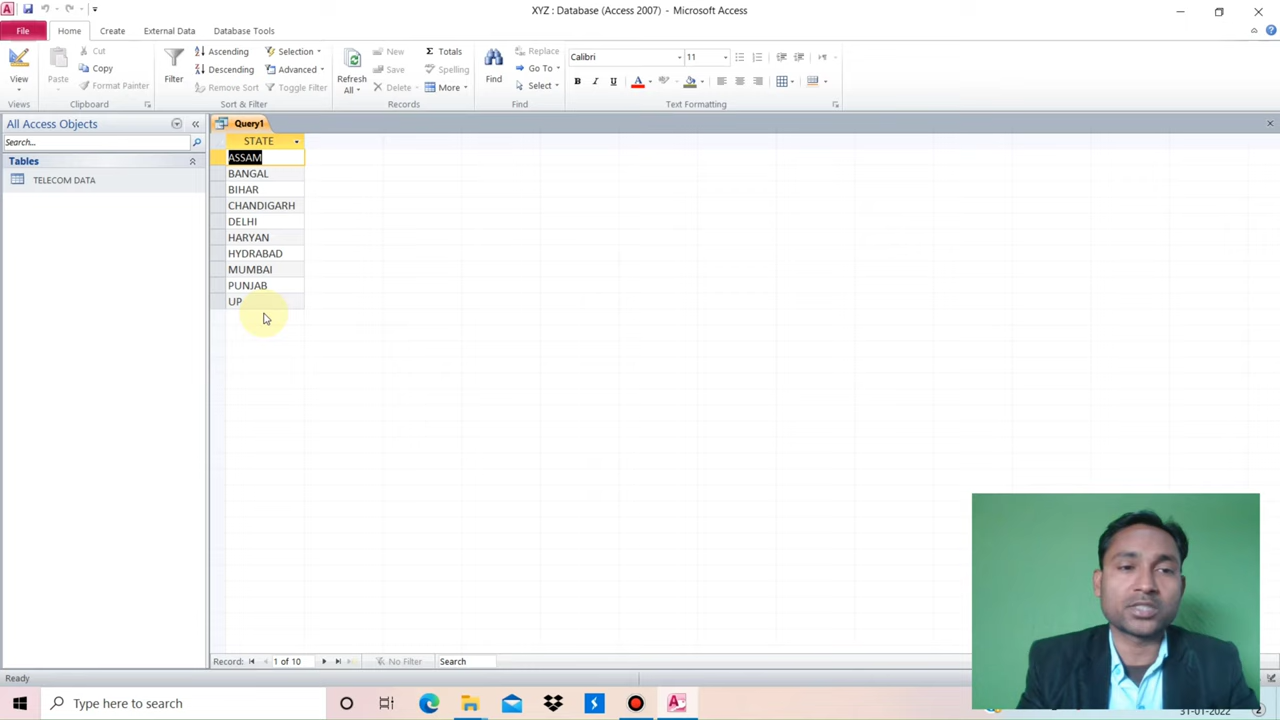 XYZ : Database (Access 2007) - Microsoft Access
File Home Create External Data Database Tools
View
Views
Paste
Cut
Copy
Format Painter
Clipboard
Filter
Ascending
Descending
Remove Sort
Selection
Advanced
Toggle Filter
Sort & Filter
Refresh
All
New
Save
Delete
Totals
Spelling
More
Records
Find
Replace
Go To
Select
Find
Calibri 11
B I U A
Text Formatting
All Access Objects
Search...
Tables
TELECOM DATA
Query1
STATE
ASSAM
BANGAL
BIHAR
CHANDIGARH
DELHI
HARYAN
HYDRABAD
MUMBAI
PUNJAB
UP
Record: 1 of 10 No Filter Search
Ready
Type here to search
31-01-2022
2